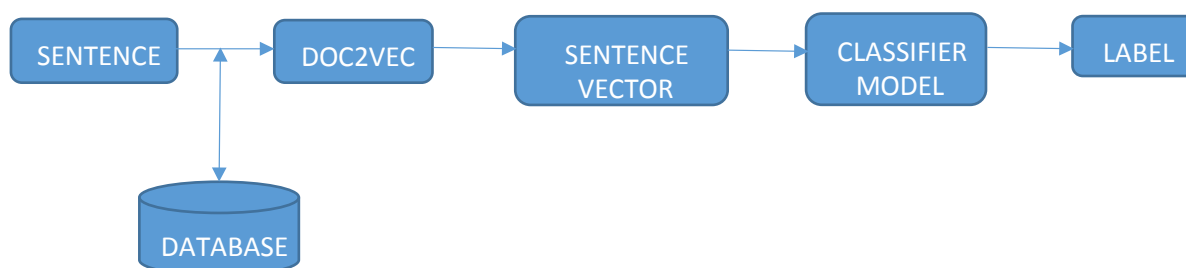 SENTENCE
DOC2VEC
SENTENCE
VECTOR
CLASSIFIER
MODEL
LABEL
DATABASE